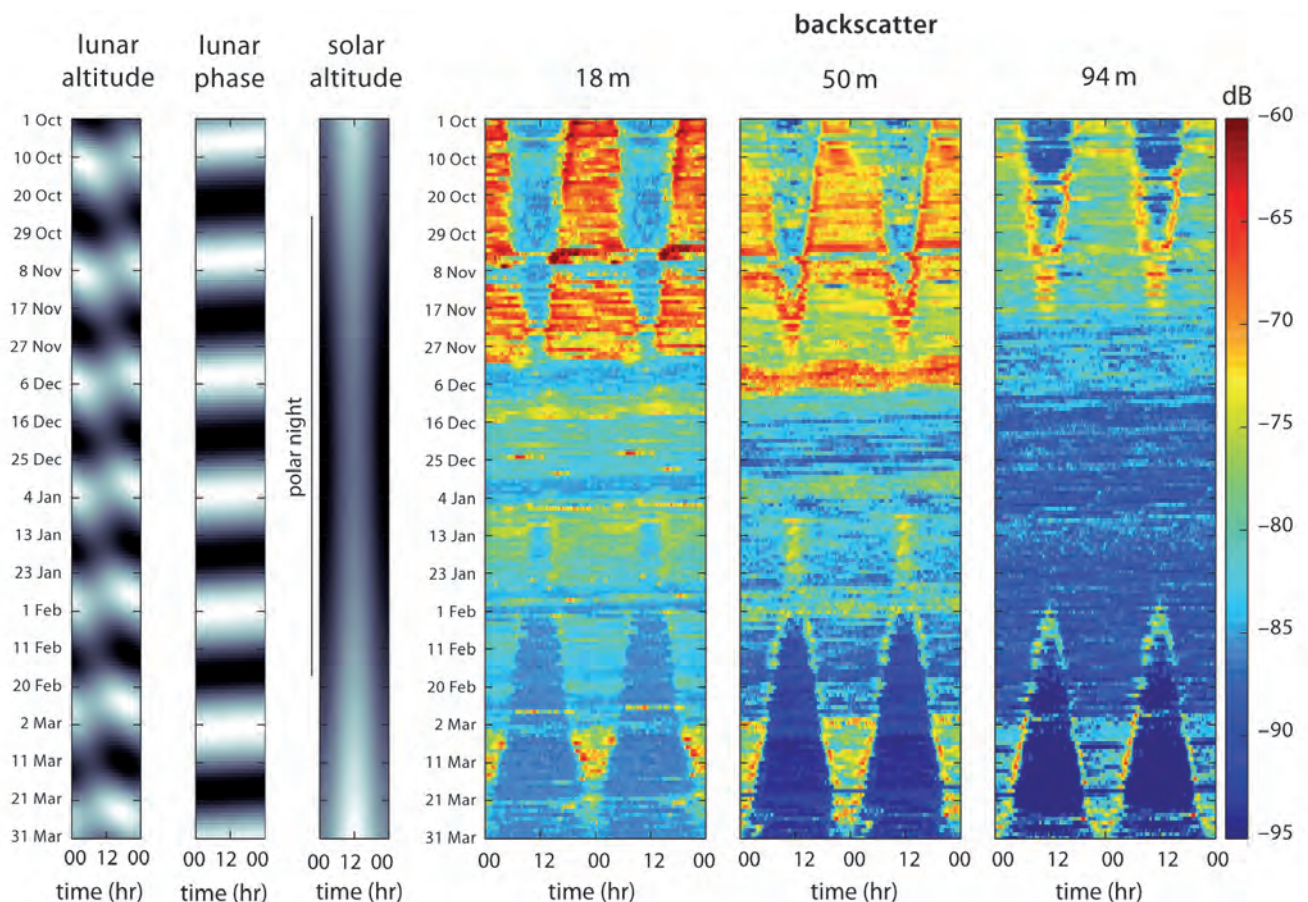 backscatter
lunar altitude
lunar phase
solar altitude
18 m
50 m
94 m
dB
1 Oct
10 Oct
20 Oct
29 Oct
8 Nov
17 Nov
27 Nov
6 Dec
16 Dec
25 Dec
4 Jan
13 Jan
23 Jan
1 Feb
11 Feb
20 Feb
2 Mar
11 Mar
21 Mar
31 Mar
polar night
–60
–65
–70
–75
–80
–85
–90
–95
00 12 00
00 12 00
00 12 00
00 12 00 12 00
00 12 00 12 00
00 12 00 12 00
time (hr)
time (hr)
time (hr)
time (hr)
time (hr)
time (hr)